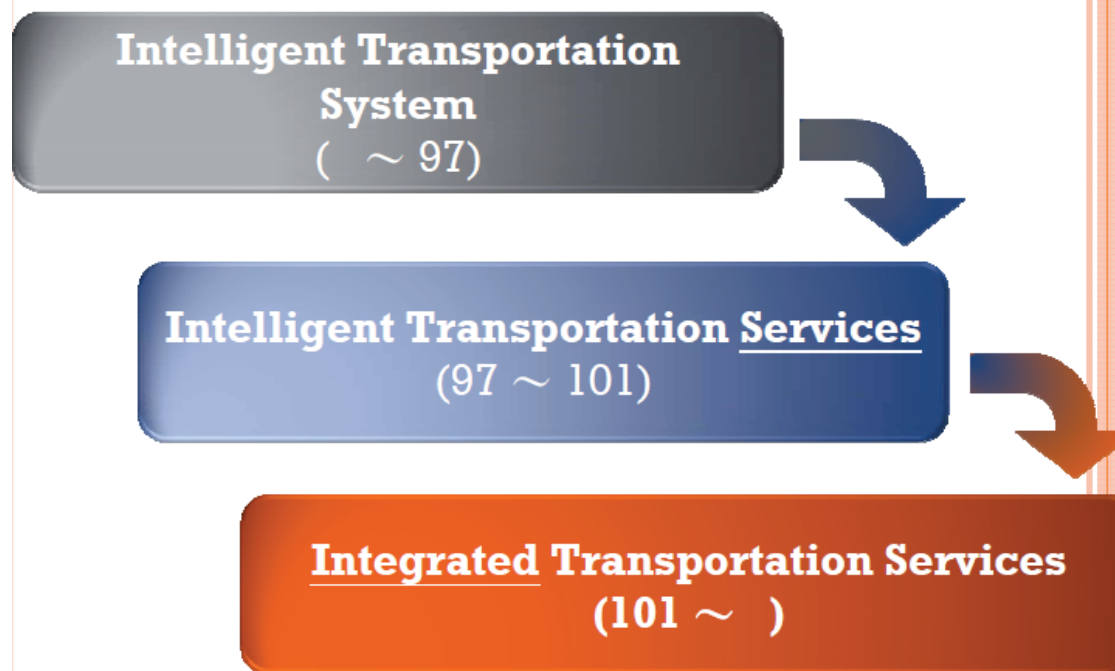 Intelligent Transportation
System
( ~ 97)
Intelligent Transportation Services
(97 ~ 101)
Integrated Transportation Services
(101 ~ )